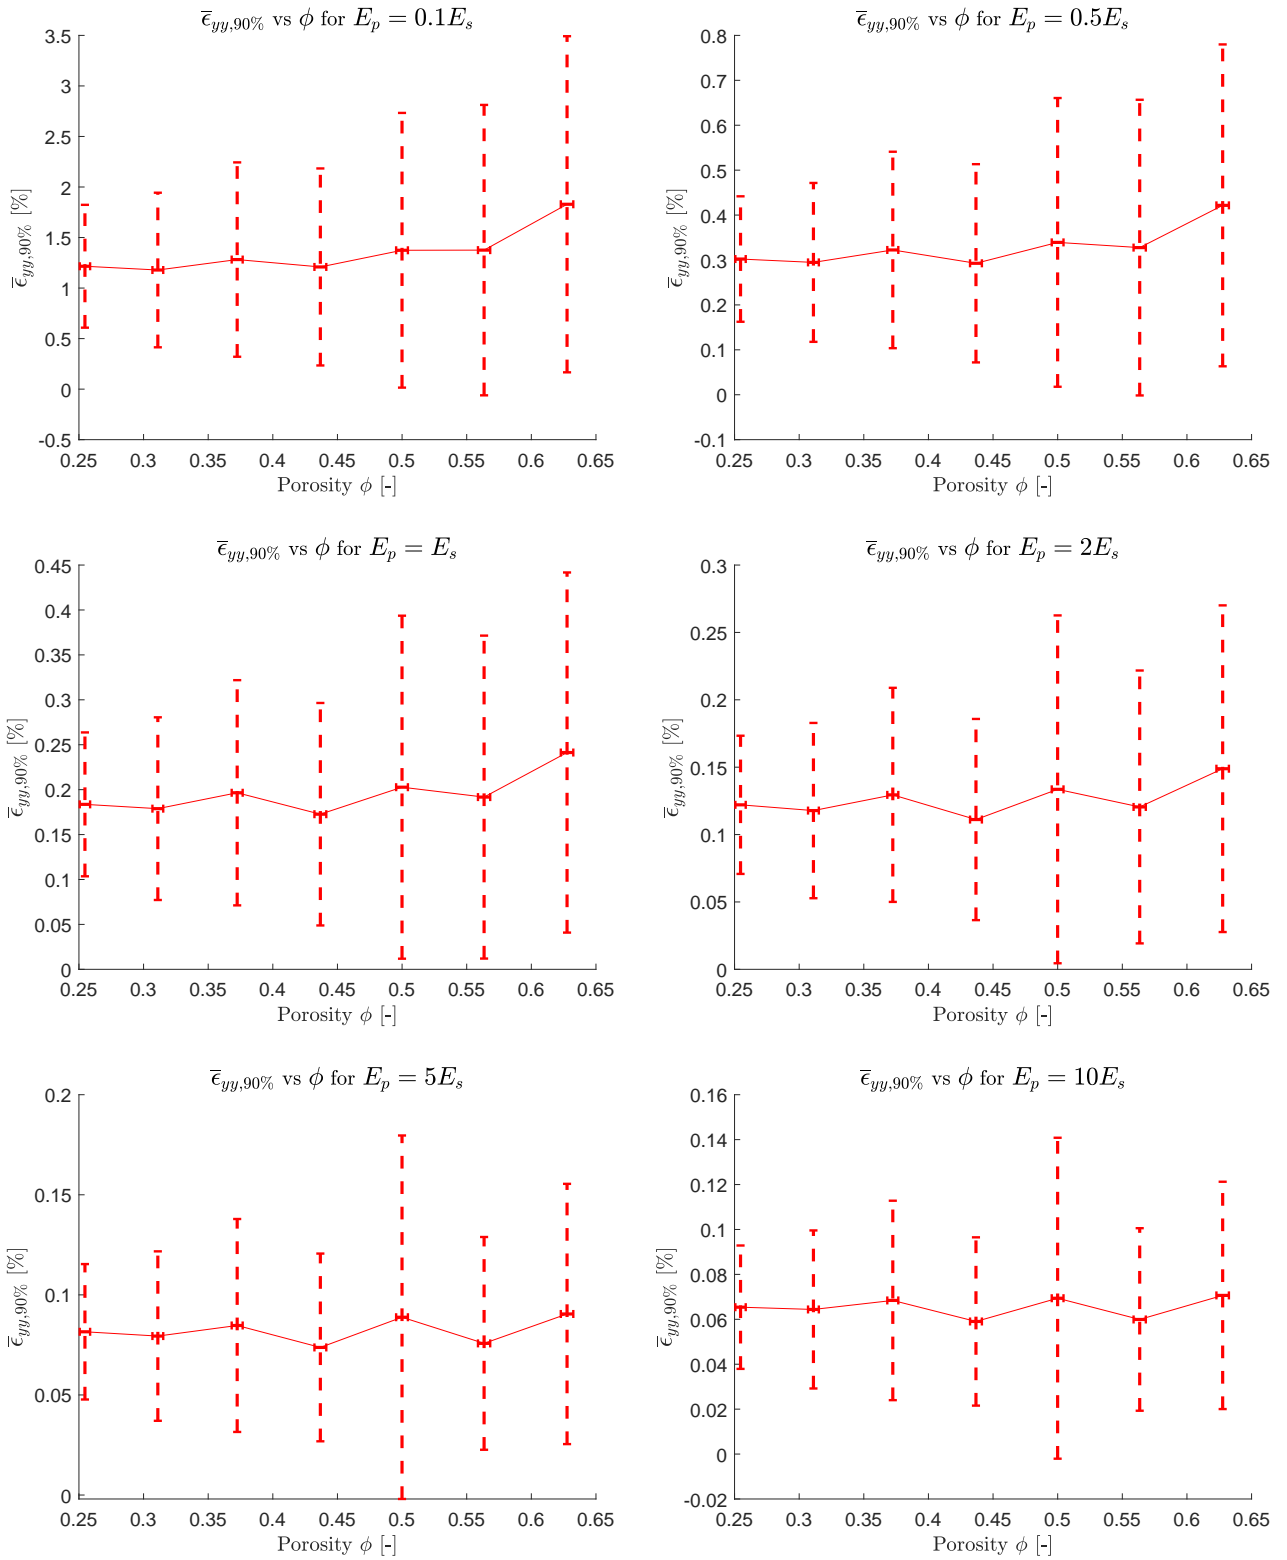 ε̅yy,90% vs ϕ for Ep = 0.1Es
3.5
3
2.5
2
1.5
1
0.5
0
-0.5
ε̅yy,90% [%]
0.25 0.3 0.35 0.4 0.45 0.5 0.55 0.6 0.65
Porosity ϕ [-]
ε̅yy,90% vs ϕ for Ep = 0.5Es
0.8
0.7
0.6
0.5
0.4
0.3
0.2
0.1
0
-0.1
ε̅yy,90% [%]
0.25 0.3 0.35 0.4 0.45 0.5 0.55 0.6 0.65
Porosity ϕ [-]
ε̅yy,90% vs ϕ for Ep = Es
0.45
0.4
0.35
0.3
0.25
0.2
0.15
0.1
0.05
0
ε̅yy,90% [%]
0.25 0.3 0.35 0.4 0.45 0.5 0.55 0.6 0.65
Porosity ϕ [-]
ε̅yy,90% vs ϕ for Ep = 2Es
0.3
0.25
0.2
0.15
0.1
0.05
0
ε̅yy,90% [%]
0.25 0.3 0.35 0.4 0.45 0.5 0.55 0.6 0.65
Porosity ϕ [-]
ε̅yy,90% vs ϕ for Ep = 5Es
0.2
0.15
0.1
0.05
0
ε̅yy,90% [%]
0.25 0.3 0.35 0.4 0.45 0.5 0.55 0.6 0.65
Porosity ϕ [-]
ε̅yy,90% vs ϕ for Ep = 10Es
0.16
0.14
0.12
0.1
0.08
0.06
0.04
0.02
0
-0.02
ε̅yy,90% [%]
0.25 0.3 0.35 0.4 0.45 0.5 0.55 0.6 0.65
Porosity ϕ [-]